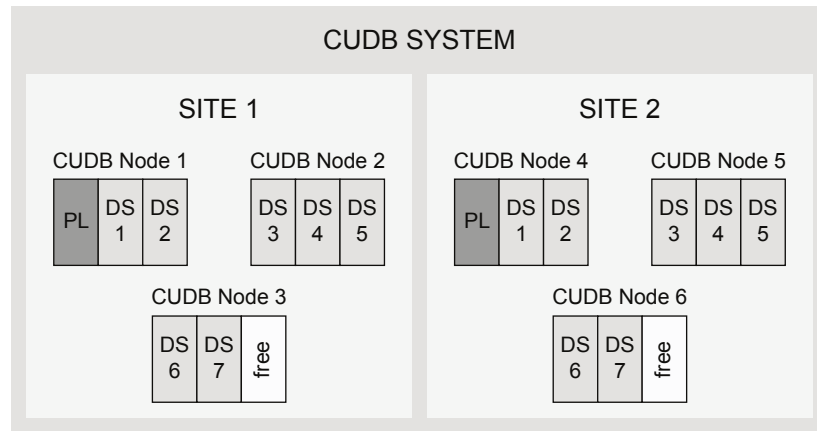 CUDB SYSTEM
SITE 1
CUDB Node 1
PL
DS
1
DS
2
CUDB Node 2
DS
3
DS
4
DS
5
CUDB Node 3
DS
6
DS
7
free
SITE 2
CUDB Node 4
PL
DS
1
DS
2
CUDB Node 5
DS
3
DS
4
DS
5
CUDB Node 6
DS
6
DS
7
free